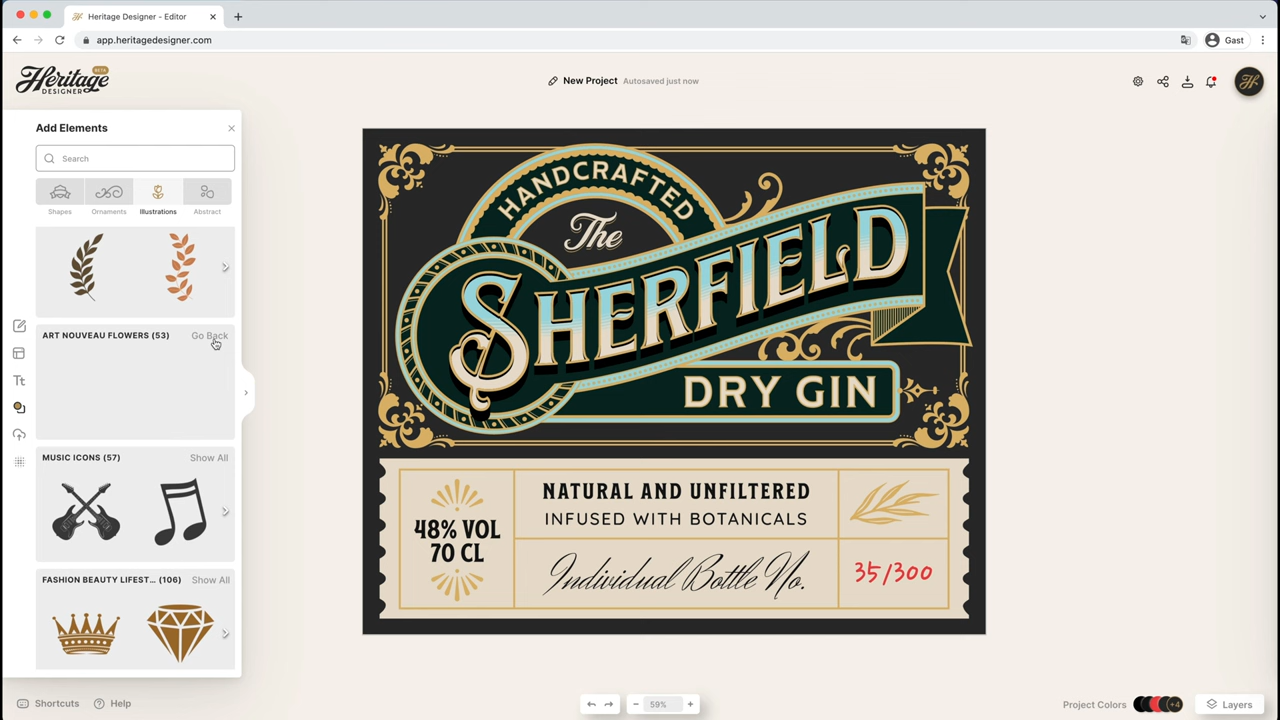 Heritage Designer - Editor
app.heritagedesigner.com
Gast
Heritage BETA
DESIGNER
New Project Autosaved just now
Add Elements
Search
Shapes Ornaments Illustrations Abstract
ART NOUVEAU FLOWERS (53) Go Back
MUSIC ICONS (57) Show All
FASHION BEAUTY LIFEST... (106) Show All
Tt
HANDCRAFTED
The
SHERFIELD
DRY GIN
48% VOL
70 CL
NATURAL AND UNFILTERED
INFUSED WITH BOTANICALS
Individual Bottle No.
35/300
Shortcuts Help
59%
Project Colors +4 Layers